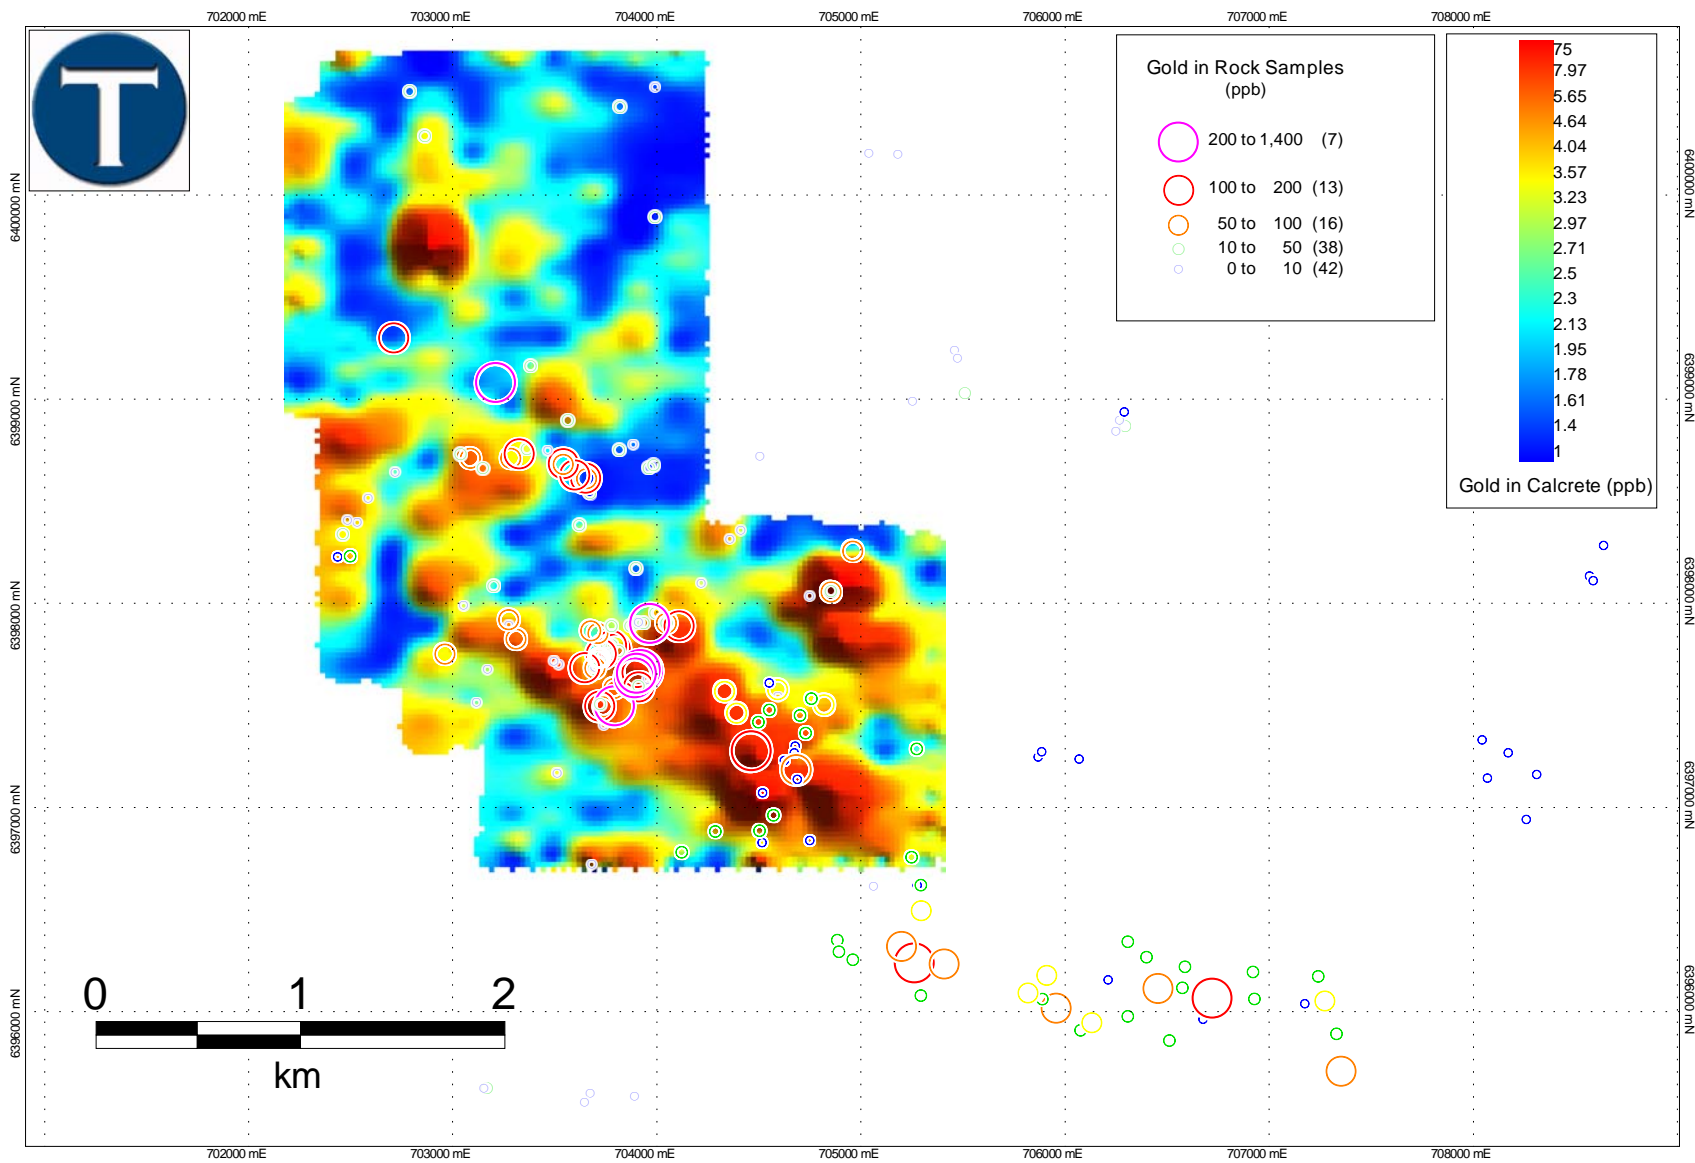 702000 mE 703000 mE 704000 mE 705000 mE 706000 mE 707000 mE 708000 mE
T
Gold in Rock Samples
(ppb)
200 to 1,400 (7)
100 to 200 (13)
50 to 100 (16)
10 to 50 (38)
0 to 10 (42)
75
7.97
5.65
4.64
4.04
3.57
3.23
2.97
2.71
2.5
2.3
2.13
1.95
1.78
1.61
1.4
1
Gold in Calcrete (ppb)
6400000 mN
6399000 mN
6398000 mN
6397000 mN
6396000 mN
6400000 mN
6399000 mN
6398000 mN
6397000 mN
6396000 mN
0 1 2
km
702000 mE 703000 mE 704000 mE 705000 mE 706000 mE 707000 mE 708000 mE